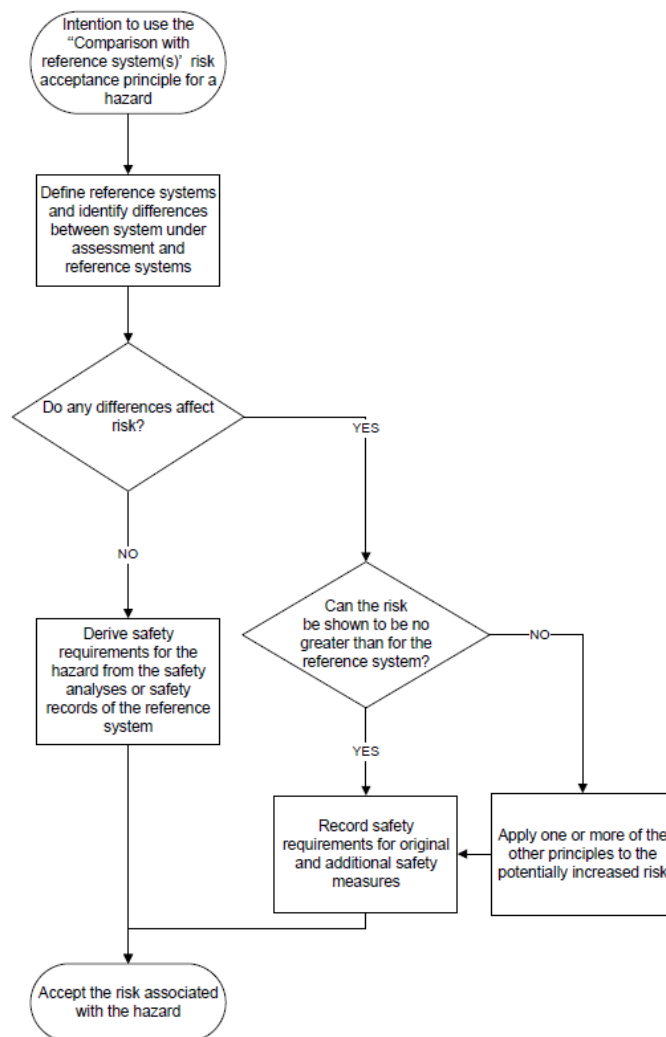 Intention to use the
“Comparison with
reference system(s)’ risk
acceptance principle for a
hazard
Define reference systems
and identify differences
between system under
assessment and
reference systems
Do any differences affect
risk?
YES
NO
Can the risk
be shown to be no
greater than for the
reference system?
NO
Derive safety
requirements for the
hazard from the safety
analyses or safety
records of the reference
system
YES
Record safety
requirements for original
and additional safety
measures
Apply one or more of the
other principles to the
potentially increased risk
Accept the risk associated
with the hazard